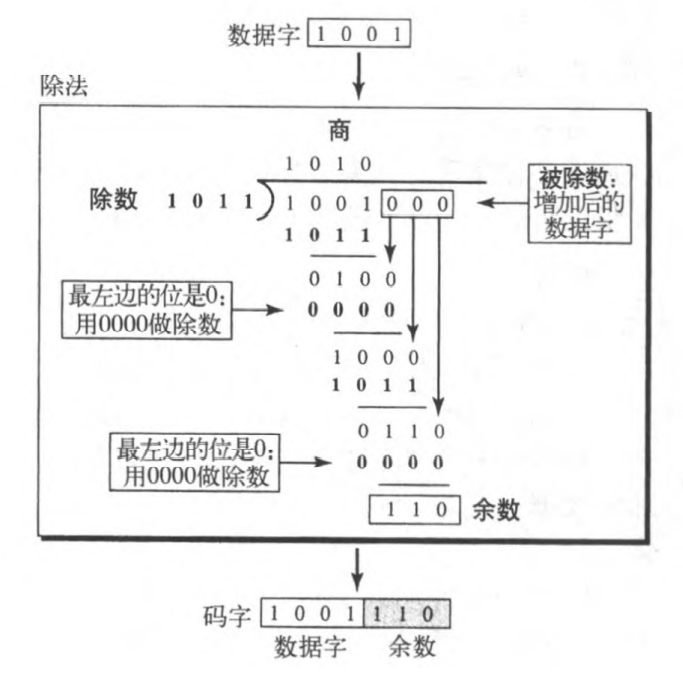 数据字 1 0 0 1
除法
商
1 0 1 0
除数 1 0 1 1 1 0 0 1 0 0 0
被除数：
增加后的
数据字
1 0 1 1
0 1 0 0
最左边的位是0：
用0000做除数
0 0 0 0
1 0 0 0
1 0 1 1
0 1 1 0
最左边的位是0：
用0000做除数
0 0 0 0
1 1 0 余数
码字 1 0 0 1 1 1 0
数据字 余数